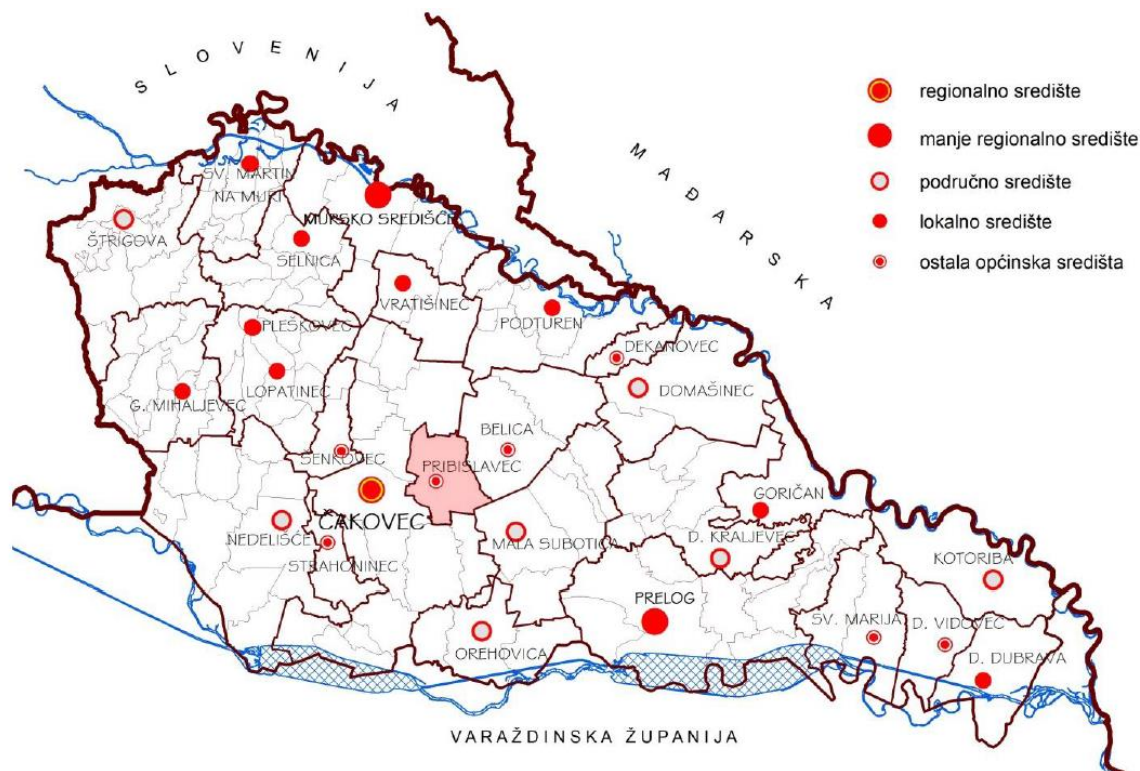 SLOVENIJA
MAĐARSKA
regionalno središte
manje regionalno središte
područno središte
lokalno središte
ostala općinska središta
SV. MARTIN
NA MURI
MURSKO SREDIŠĆE
ŠTRIGOVA
SELNICA
VRATIŠINEC
PODTUREN
PLEŠKOVEC
DEKANOVEC
LOPATINEC
G. MIHALJEVEC
DOMAŠINEC
BELICA
ŠENKOVEC
PRIBISLAVEC
GORIČAN
ČAKOVEC
NEDELIŠĆE
MALA SUBOTICA
D. KRALJEVEC
STRAHONINEC
KOTORIBA
PRELOG
SV. MARIJA
D. VIDOVEC
OREHOVICA
D. DUBRAVA
VARAŽDINSKA ŽUPANIJA